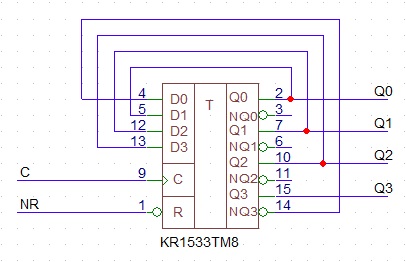 4 D0 T Q0 2 Q0
5 D1 NQ0 3
12 D2 Q1 7 Q1
13 D3 NQ1 6
Q2 10 Q2
C 9 C NQ2 11
Q3 15 Q3
NR 1 R NQ3 14
KR1533TM8